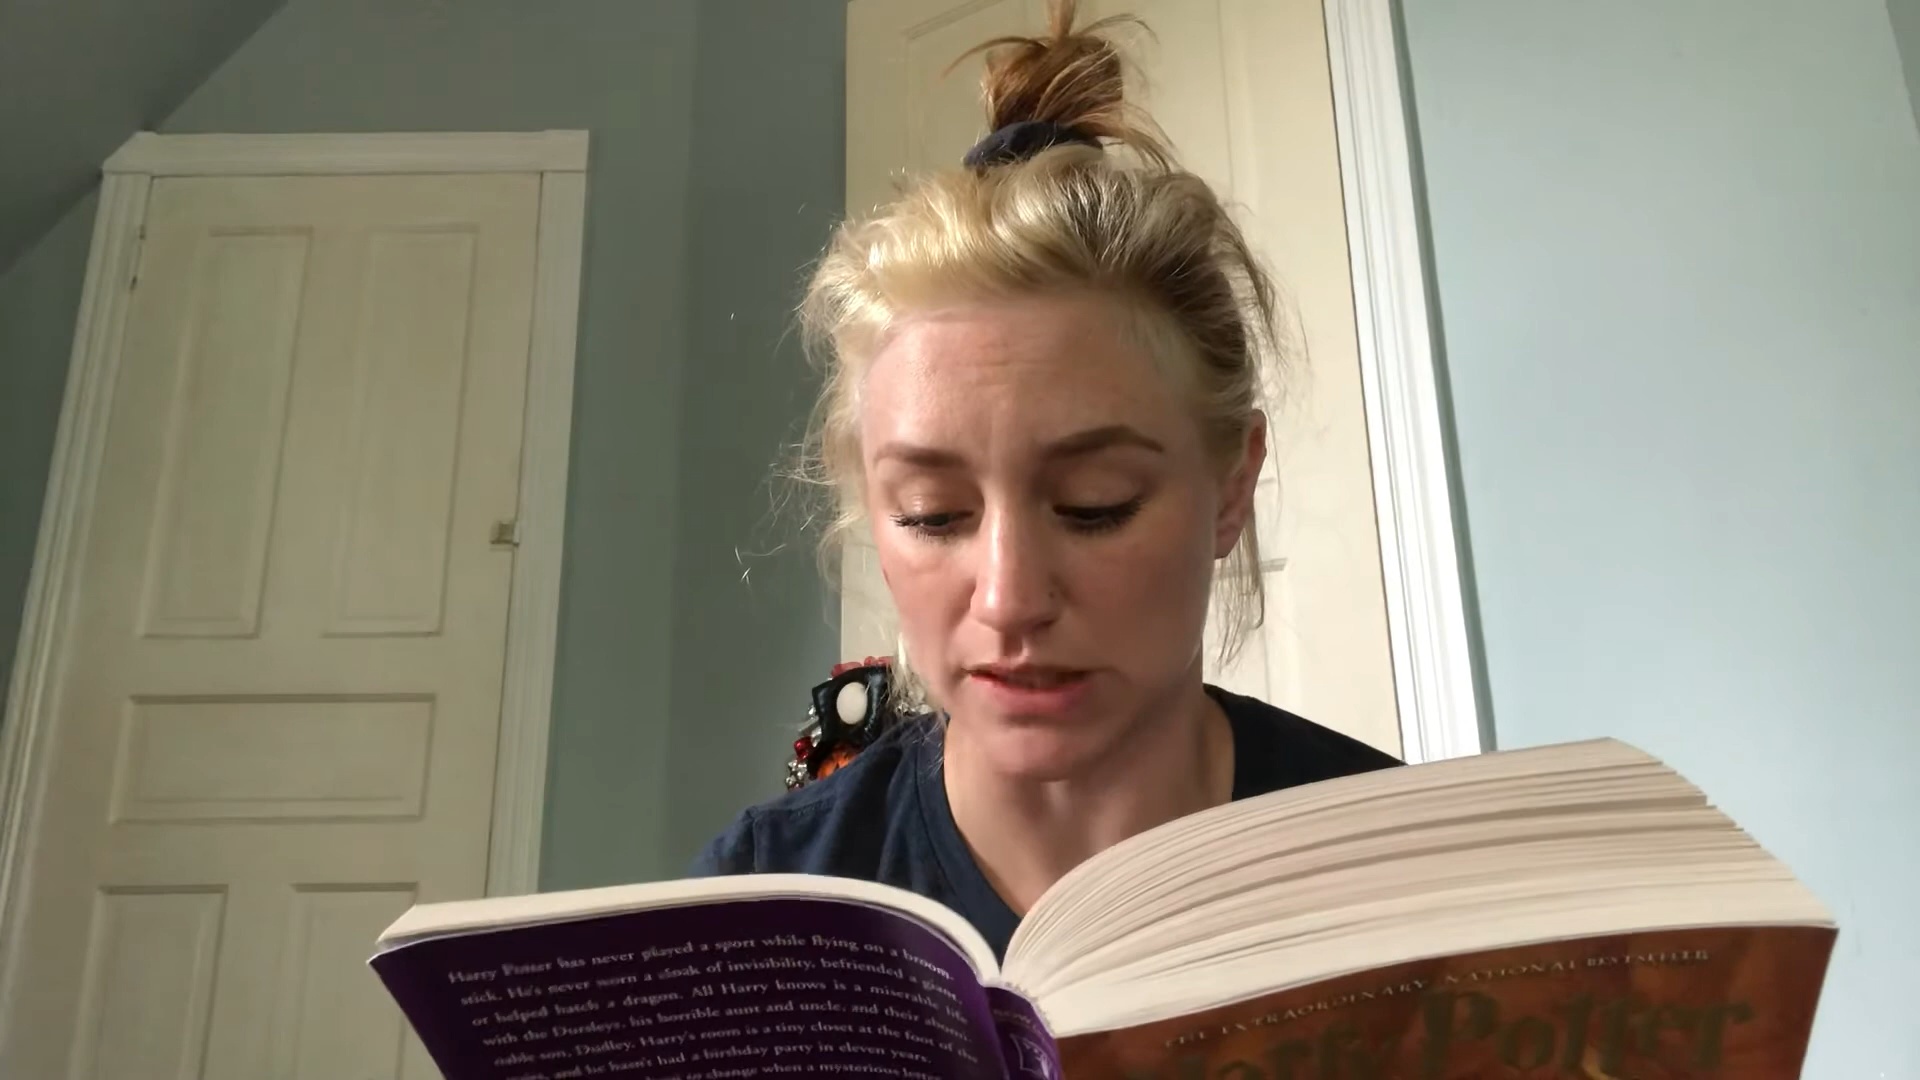 Harry Potter has never played a sport while flying on a broom-
stick. He's never worn a cloak of invisibility, befriended a giant,
or helped hatch a dragon. All Harry knows is a miserable life
with the Dursleys, his horrible aunt and uncle, and their abomi-
nable son, Dudley. Harry's room is a tiny closet at the foot of the
stairs, and he hasn't had a birthday party in eleven years.
to change when a mysterious letter
THE EXTRAORDINARY NATIONAL BESTSELLER
Harry Potter